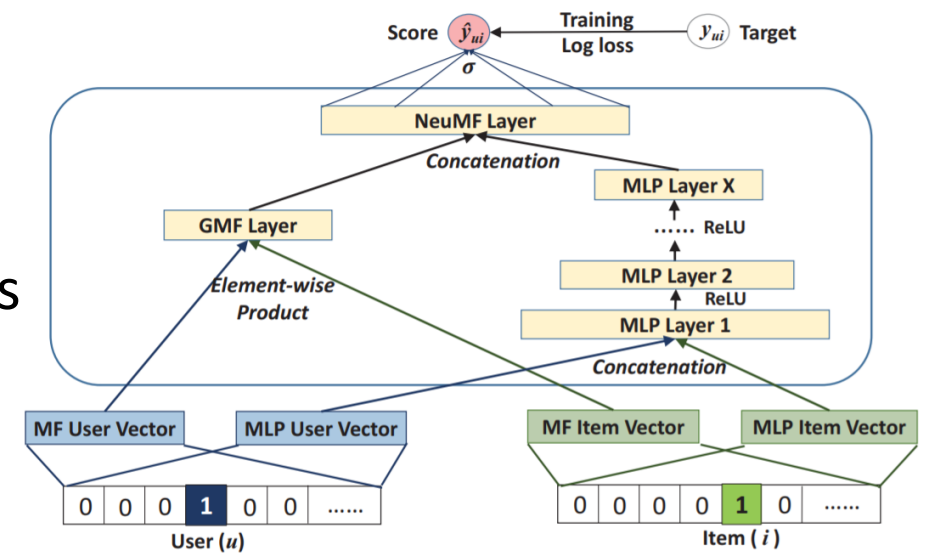 Score ŷui Training yui Target
Log loss
σ
NeuMF Layer
Concatenation
MLP Layer X
GMF Layer
...... ReLU
s
Element-wise
Product
MLP Layer 2
ReLU
MLP Layer 1
Concatenation
MF User Vector MLP User Vector MF Item Vector MLP Item Vector
0 0 0 1 0 0 ...... 0 0 0 0 1 0 ......
User (u) Item ( i )